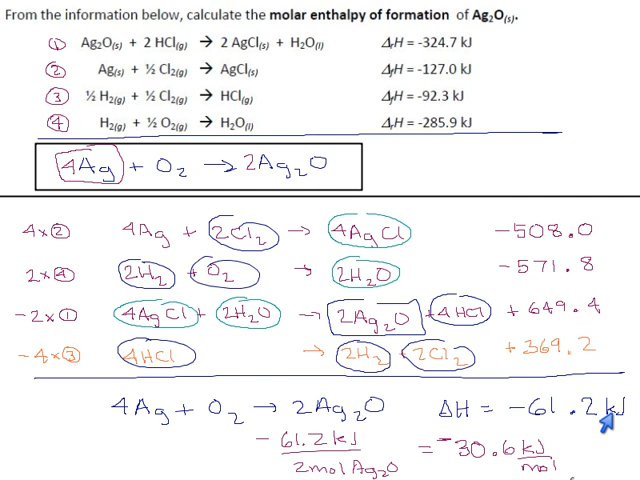 From the information below, calculate the molar enthalpy of formation of Ag₂O(s).
① Ag₂O(s) + 2 HCl(g) → 2 AgCl(s) + H₂O(l) ΔrH = -324.7 kJ
② Ag(s) + ½ Cl₂(g) → AgCl(s) ΔfH = -127.0 kJ
③ ½ H₂(g) + ½ Cl₂(g) → HCl(g) ΔfH = -92.3 kJ
④ H₂(g) + ½ O₂(g) → H₂O(l) ΔfH = -285.9 kJ
4Ag + O₂ → 2Ag₂O
4×② 4Ag + 2Cl₂ → 4AgCl -508.0
2×④ 2H₂ + O₂ → 2H₂O -571.8
-2×① 4AgCl + 2H₂O → 2Ag₂O + 4HCl +649.4
-4×③ 4HCl → 2H₂ + 2Cl₂ +369.2
4Ag + O₂ → 2Ag₂O ΔH = -61.2 kJ
-61.2 kJ = -30.6 kJ
2mol Ag₂O mol